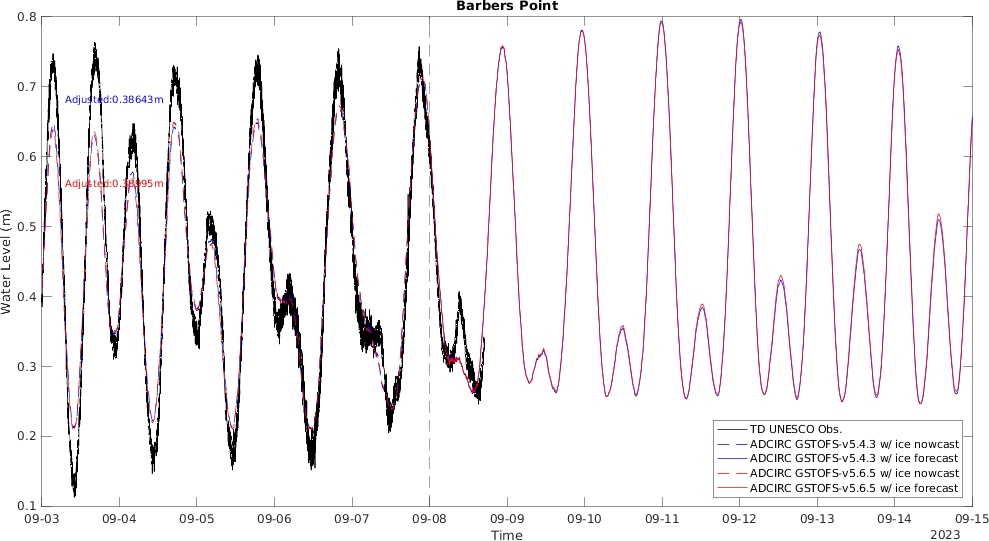 Barbers Point
0.8
0.7
0.6
0.5
0.4
0.3
0.2
0.1
Water Level (m)
Adjusted:0.38643m
Adjusted:0.38995m
TD UNESCO Obs.
ADCIRC GSTOFS-v5.4.3 w/ ice nowcast
ADCIRC GSTOFS-v5.4.3 w/ ice forecast
ADCIRC GSTOFS-v5.6.5 w/ ice nowcast
ADCIRC GSTOFS-v5.6.5 w/ ice forecast
09-03 09-04 09-05 09-06 09-07 09-08 09-09 09-10 09-11 09-12 09-13 09-14 09-15
Time
2023